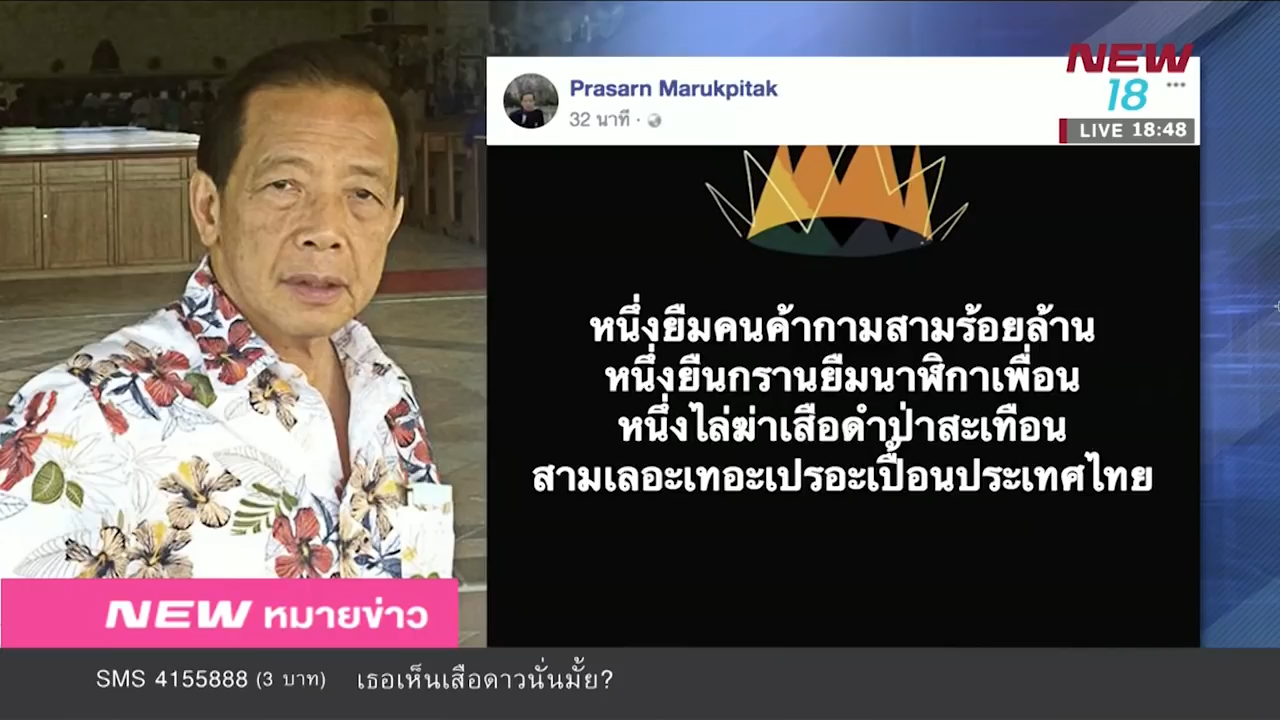 Prasarn Marukpitak
32 นาที ·
NEW
18
LIVE 18:48
หนึ่งยืมคนค้ากามสามร้อยล้าน
หนึ่งยืนกรานยืมนาฬิกาเพื่อน
หนึ่งไล่ฆ่าเสือดำป่าสะเทือน
สามเลอะเทอะเปรอะเปื้อนประเทศไทย
NEW หมายข่าว
SMS 4155888 (3 บาท) เธอเห็นเสือดาวนั่นมั้ย?